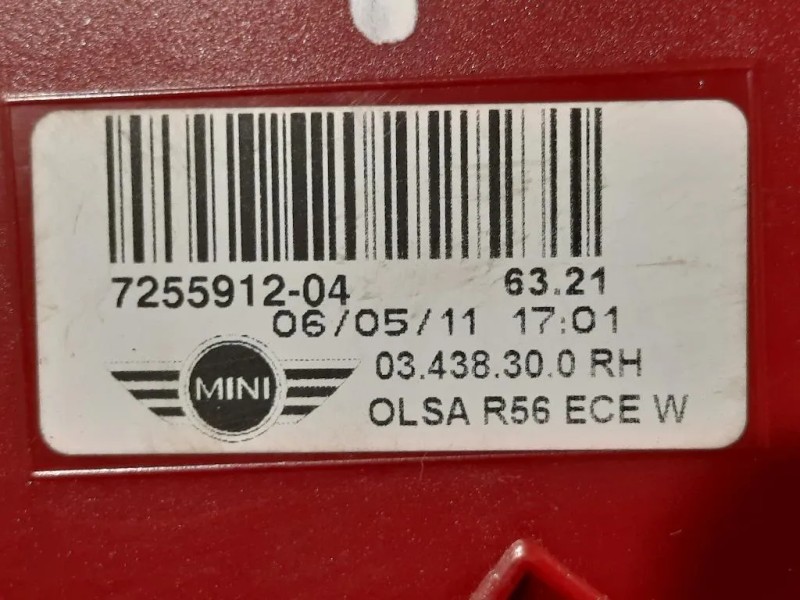 7255912-04 63.21
06/05/11 17:01
03.438.30.0 RH
MINI
OLSA R56 ECE W